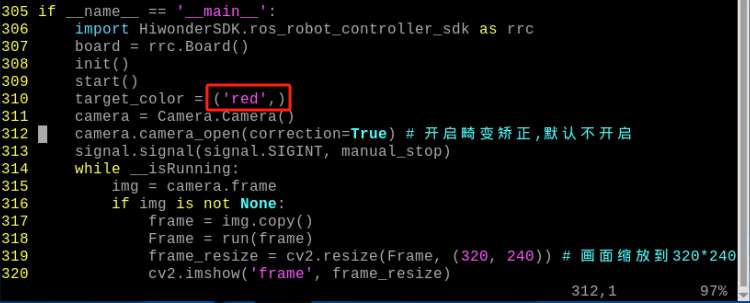 305 if __name__ == '__main__':
306     import HiwonderSDK.ros_robot_controller_sdk as rrc
307     board = rrc.Board()
308     init()
309     start()
310     target_color = ('red',)
311     camera = Camera.Camera()
312     camera.camera_open(correction=True) # 开启畸变矫正,默认不开启
313     signal.signal(signal.SIGINT, manual_stop)
314     while __isRunning:
315         img = camera.frame
316         if img is not None:
317             frame = img.copy()
318             Frame = run(frame)
319             frame_resize = cv2.resize(Frame, (320, 240)) # 画面缩放到320*240
320             cv2.imshow('frame', frame_resize)
312,1 97%